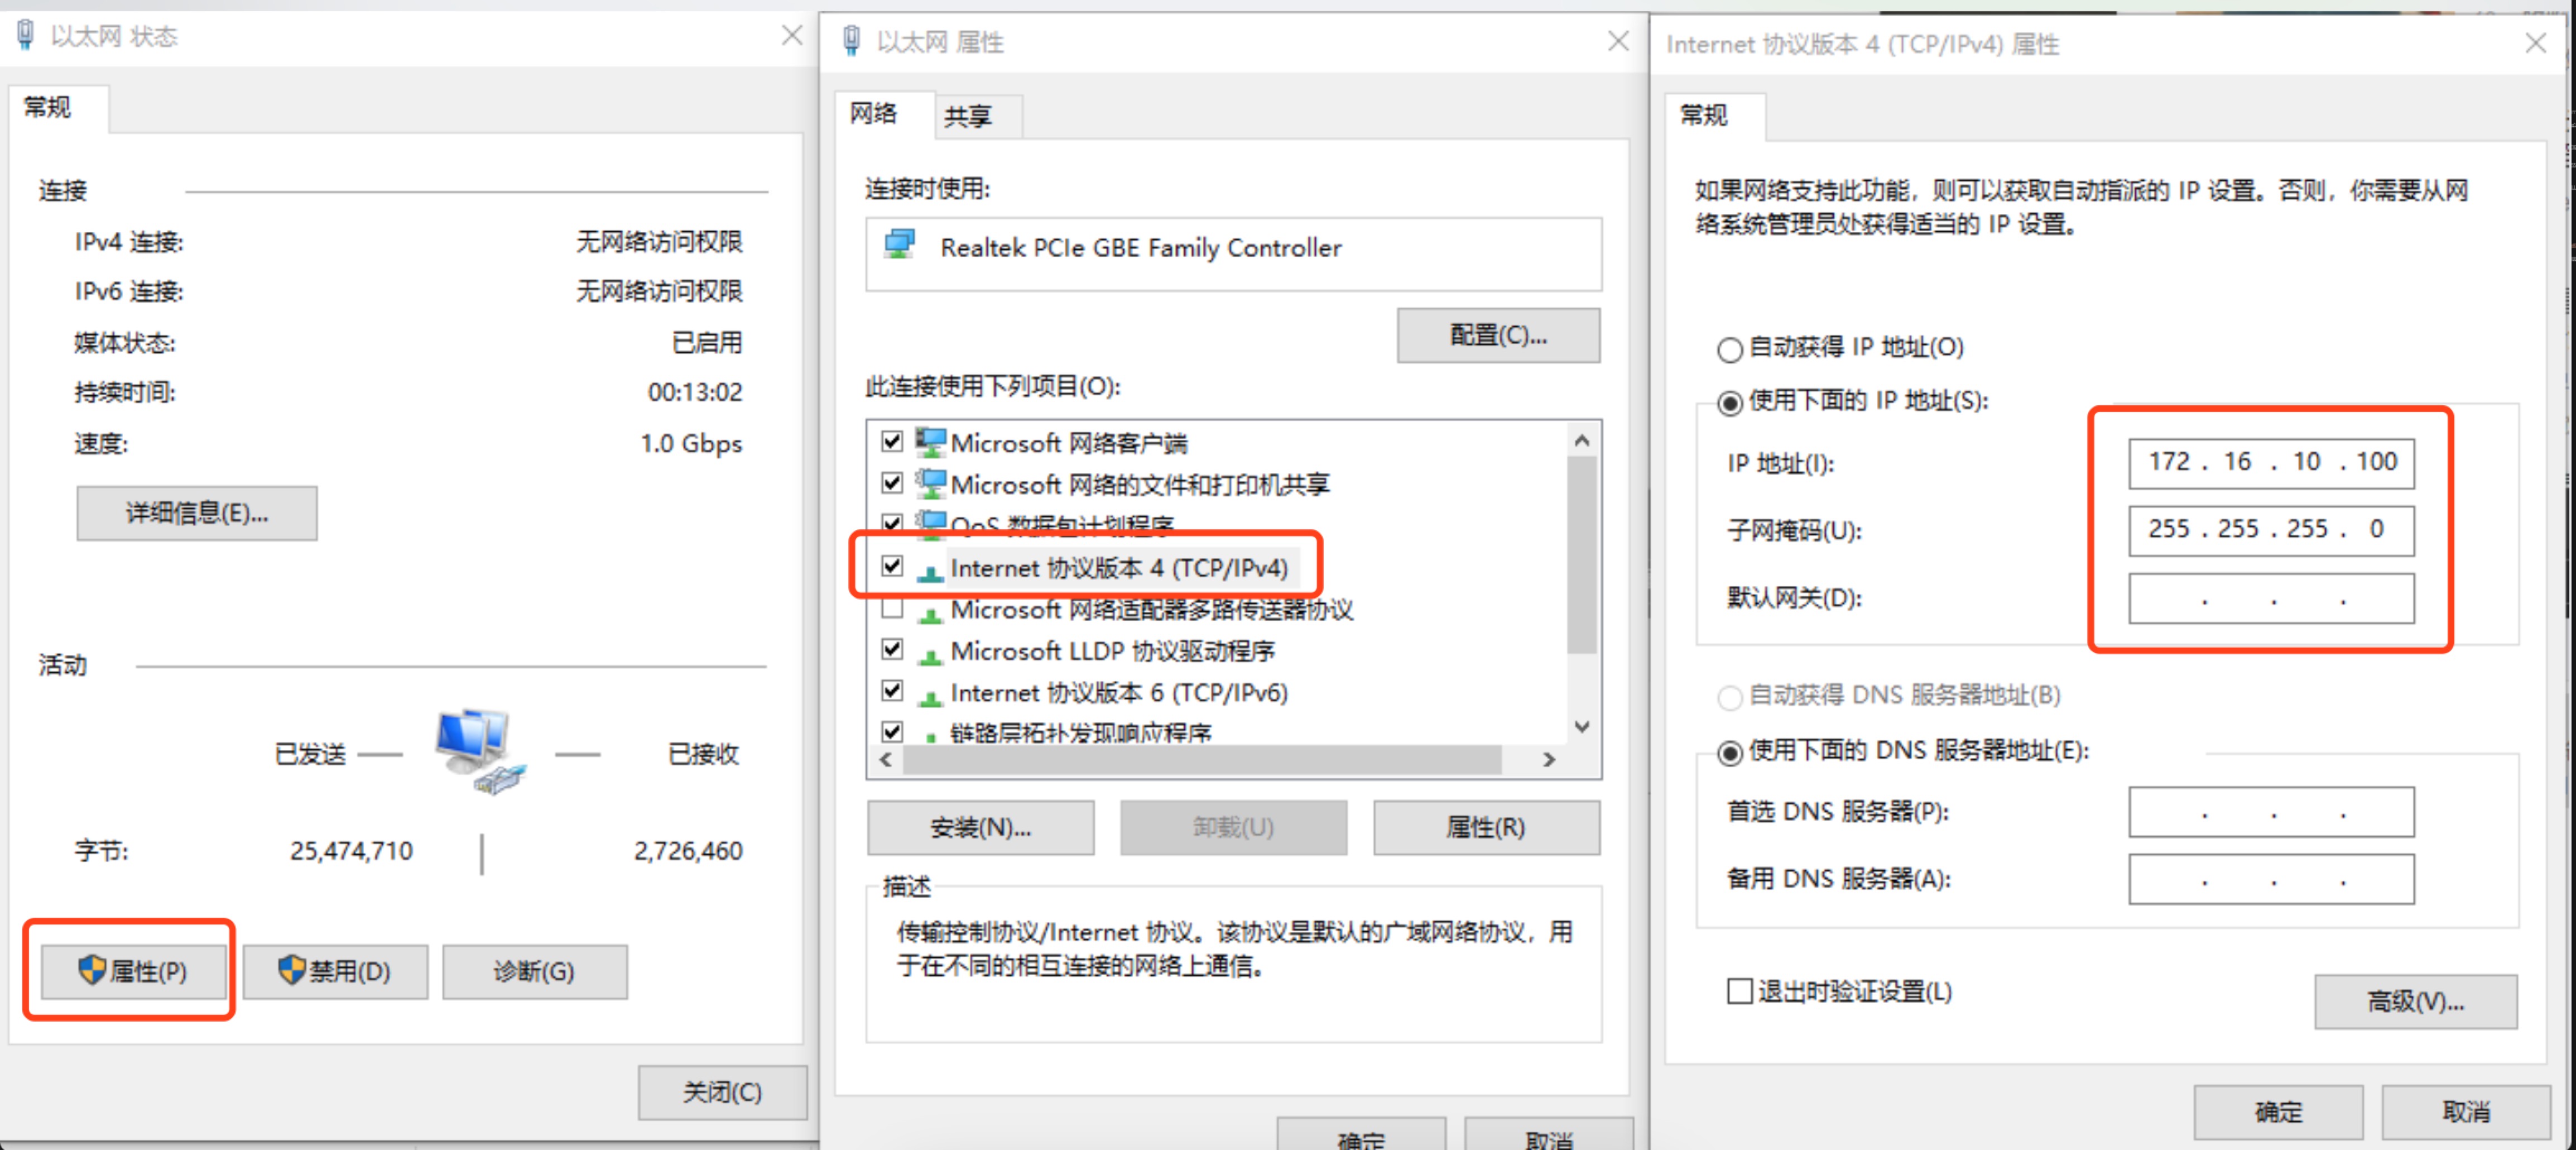 以太网 状态
常规
连接
IPv4 连接: 无网络访问权限
IPv6 连接: 无网络访问权限
媒体状态: 已启用
持续时间: 00:13:02
速度: 1.0 Gbps
详细信息(E)...
活动
已发送 已接收
字节: 25,474,710 2,726,460
属性(P) 禁用(D) 诊断(G)
关闭(C)
以太网 属性
网络 共享
连接时使用:
Realtek PCIe GBE Family Controller
配置(C)...
此连接使用下列项目(O):
Microsoft 网络客户端
Microsoft 网络的文件和打印机共享
QoS 数据包计划程序
Internet 协议版本 4 (TCP/IPv4)
Microsoft 网络适配器多路传送器协议
Microsoft LLDP 协议驱动程序
Internet 协议版本 6 (TCP/IPv6)
链路层拓扑发现响应程序
安装(N)... 卸载(U) 属性(R)
描述
传输控制协议/Internet 协议。该协议是默认的广域网络协议，用
于在不同的相互连接的网络上通信。
确定 取消
Internet 协议版本 4 (TCP/IPv4) 属性
常规
如果网络支持此功能，则可以获取自动指派的 IP 设置。否则，你需要从网
络系统管理员处获得适当的 IP 设置。
自动获得 IP 地址(O)
使用下面的 IP 地址(S):
IP 地址(I): 172 . 16 . 10 . 100
子网掩码(U): 255 . 255 . 255 . 0
默认网关(D): . . .
自动获得 DNS 服务器地址(B)
使用下面的 DNS 服务器地址(E):
首选 DNS 服务器(P): . . .
备用 DNS 服务器(A): . . .
退出时验证设置(L)
高级(V)...
确定 取消